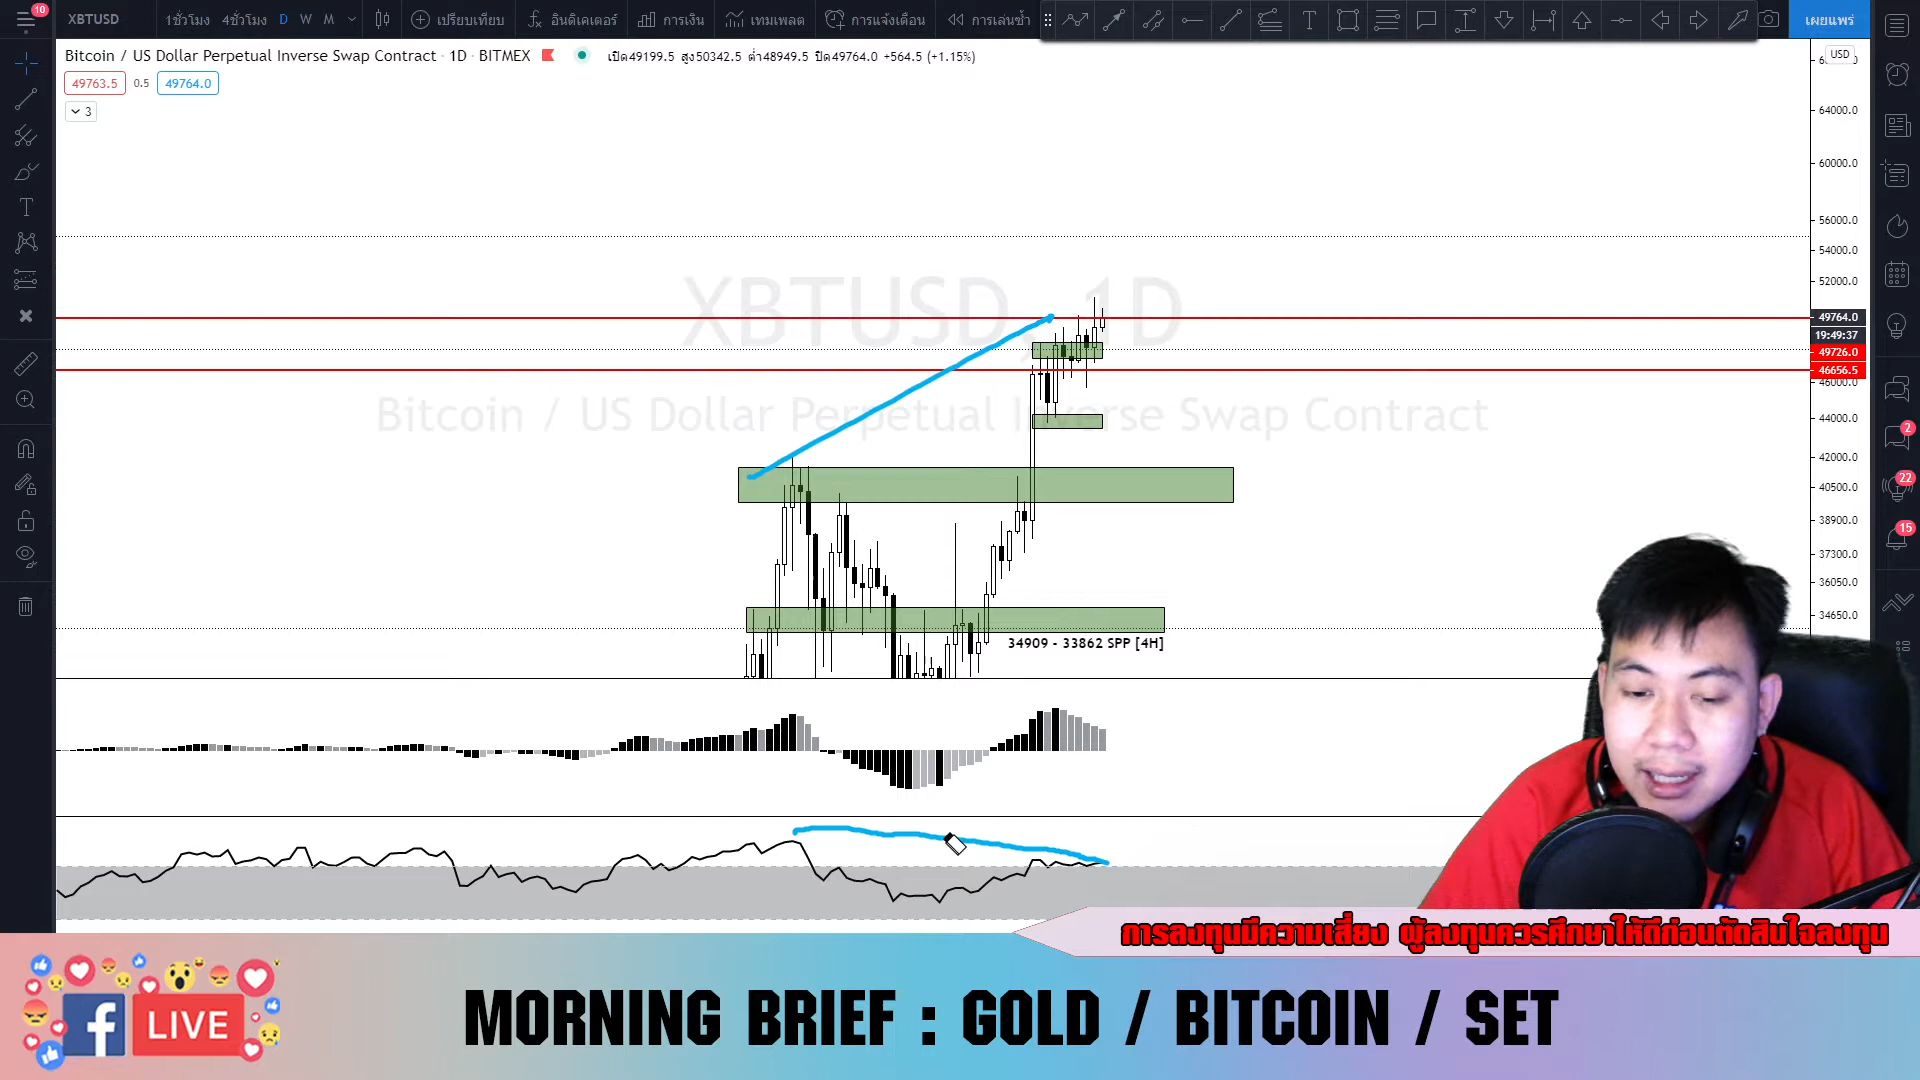 10
XBTUSD
1ชั่วโมง 4ชั่วโมง D W M
เปรียบเทียบ
อินดิเคเตอร์
การเงิน
เทมเพลต
การแจ้งเตือน
การเล่นซ้ำ
เผยแพร่
Bitcoin / US Dollar Perpetual Inverse Swap Contract · 1D · BITMEX
เปิด49199.5 สูง50342.5 ต่ำ48949.5 ปิด49764.0 +564.5 (+1.15%)
USD
49763.5 0.5 49764.0
3
64000.0
60000.0
56000.0
54000.0
52000.0
49764.0
19:49:37
49726.0
46656.5
46000.0
44000.0
42000.0
40500.0
38900.0
37300.0
36050.0
34650.0
XBTUSD, 1D
Bitcoin / US Dollar Perpetual Inverse Swap Contract
34909 - 33862 SPP [4H]
2
22
15
การลงทุนมีความเสี่ยง ผู้ลงทุนควรศึกษาให้ดีก่อนตัดสินใจลงทุน
f LIVE
MORNING BRIEF : GOLD / BITCOIN / SET